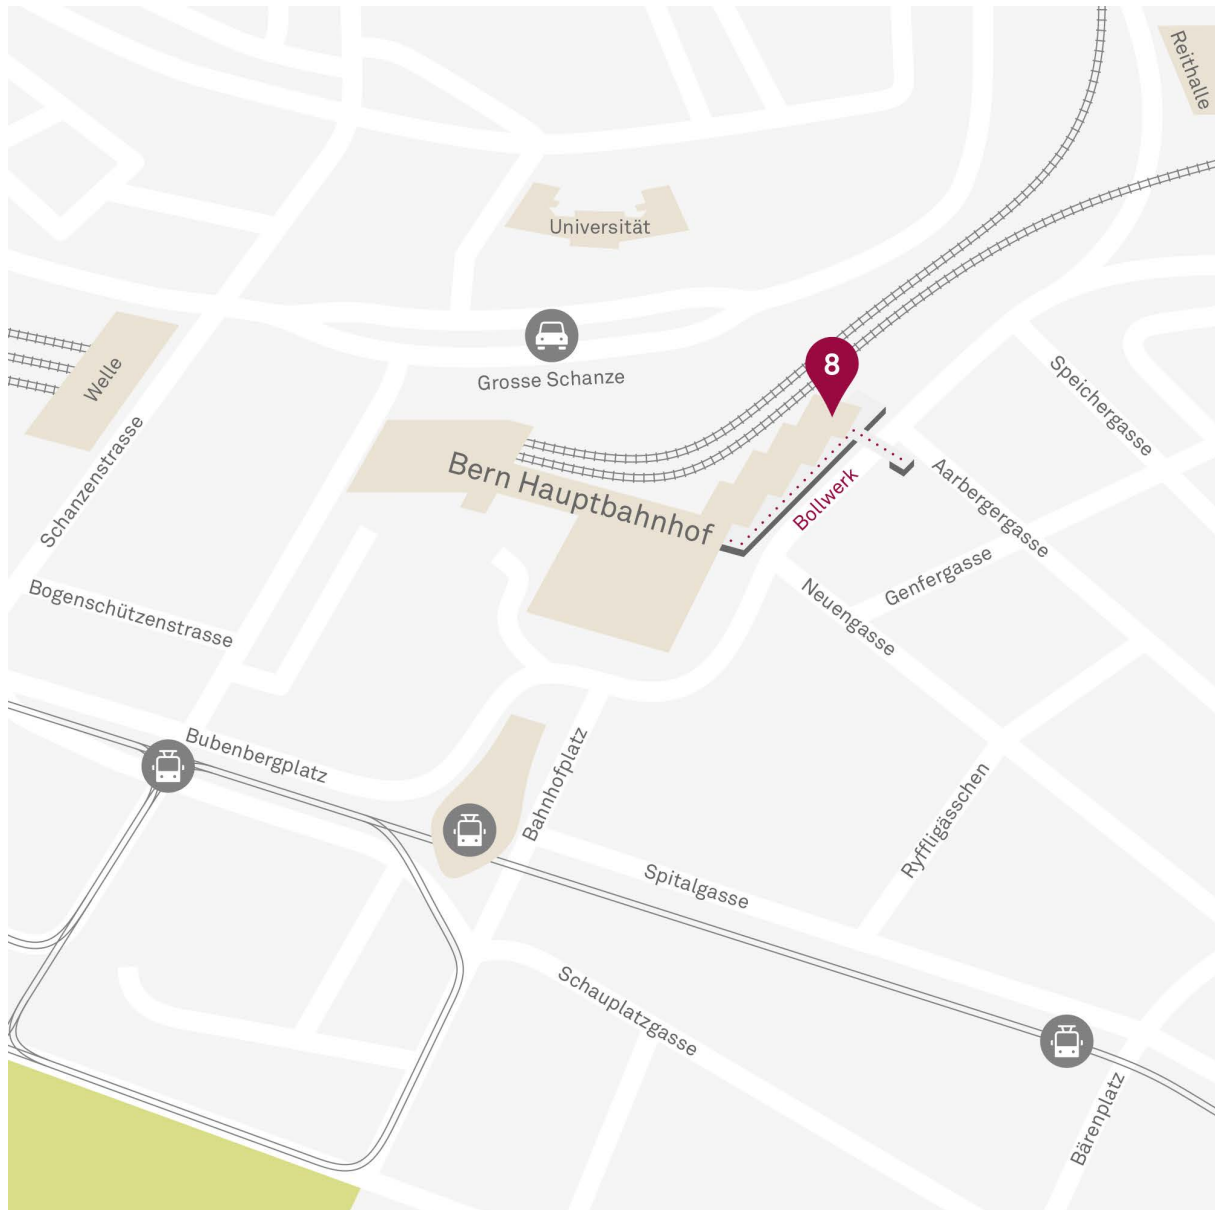 Reithalle
Universität
8
Welle
Grosse Schanze
Speichergasse
Schanzenstrasse
Bern Hauptbahnhof
Bollwerk
Aarbergergasse
Genfergasse
Neuengasse
Bogenschützenstrasse
Bubenbergplatz
Bahnhofplatz
Ryffligässchen
Spitalgasse
Schauplatzgasse
Bärenplatz